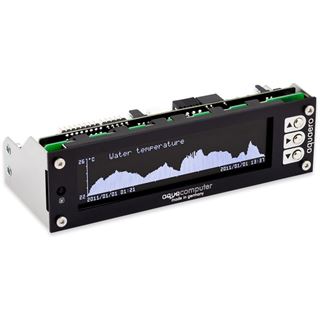 26 °C
Water temperature
22
2011/01/01 01:21
2011/01/01 13:37
aquacomputer
made in germany
aquaero